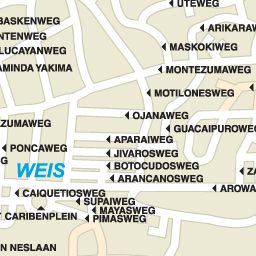 UTEWEG
BASKENWEG
ARIKARAW
NTENWEG
LUCAYANWEG
MASKOKIWEG
AMINDA YAKIMA
MONTEZUMAWEG
MOTILONESWEG
OJANAWEG
ZUMAWEG
GUACAIPUROWEG
APARAIWEG
PONCAWEG
JIVAROSWEG
WEIS
BOTOCUDOSWEG
ZA
ARANCANOSWEG
AROWA
CAIQUETIOSWEG
SUPAIWEG
MAYASWEG
CARIBENPLEIN
PIMASWEG
N NESLAAN